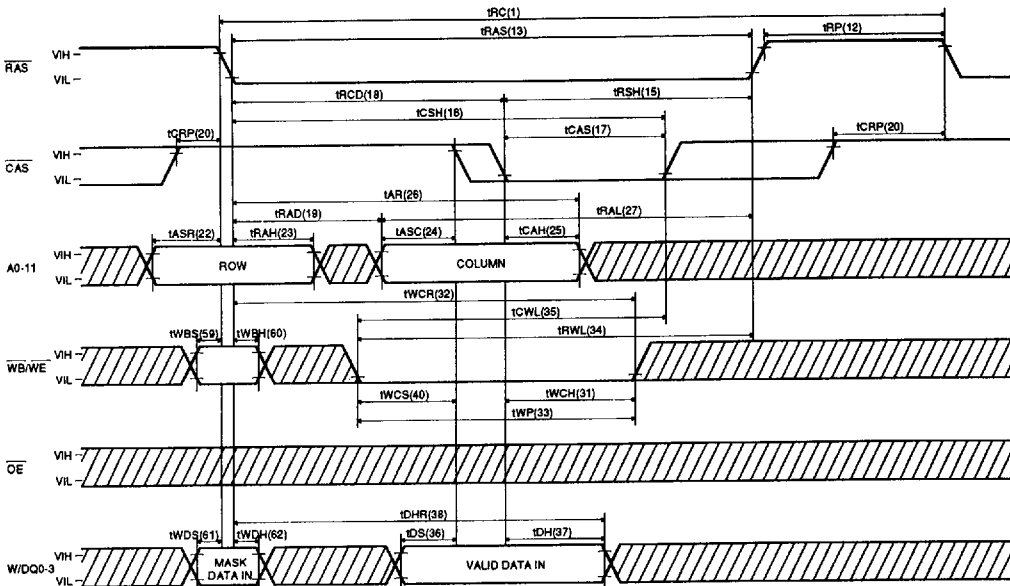 tRC(1)
tRAS(13)
tRP(12)
RAS
VIH
VIL
tRCD(18)
tRSH(15)
tCSH(16)
tCRP(20)
tCAS(17)
tCRP(20)
CAS
VIH
VIL
tAR(26)
tRAD(19)
tRAL(27)
tASR(22)
tRAH(23)
tASC(24)
tCAH(25)
A0-11
VIH
VIL
ROW
COLUMN
tWCR(32)
tCWL(35)
tWBS(59)
tWBH(60)
tRWL(34)
WB/WE
VIH
VIL
tWCS(40)
tWCH(31)
tWP(33)
OE
VIH
VIL
tDHR(38)
tWDS(61)
tWDH(62)
tDS(36)
tDH(37)
W/DQ0-3
VIH
VIL
MASK
DATA IN
VALID DATA IN